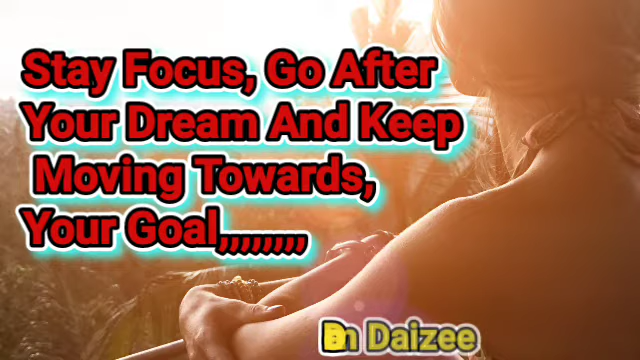 Stay Focus, Go After
Your Dream And Keep
Moving Towards,
Your Goal,,,,,,,,
Daizee